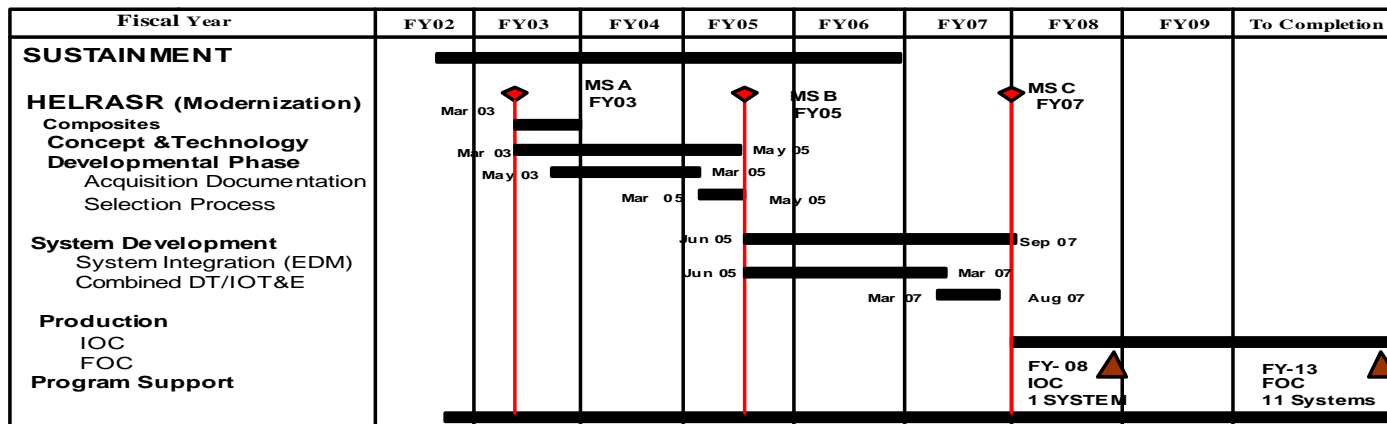 Fiscal Year FY02 FY03 FY04 FY05 FY06 FY07 FY08 FY09 To Completion
SUSTAINMENT
MS A
FY03
MS B
FY05
MS C
FY07
HELRASR (Modernization)
Mar 03
Composites
Concept &Technology
Mar 03 May 05
Developmental Phase
May 03 Mar 05
Acquisition Documentation
Mar 05 May 05
Selection Process
System Development
Jun 05 Sep 07
System Integration (EDM)
Jun 05 Mar 07
Combined DT/IOT&E
Mar 07 Aug 07
Production
IOC
FOC
Program Support
FY- 08
IOC
1 SYSTEM
FY-13
FOC
11 Systems